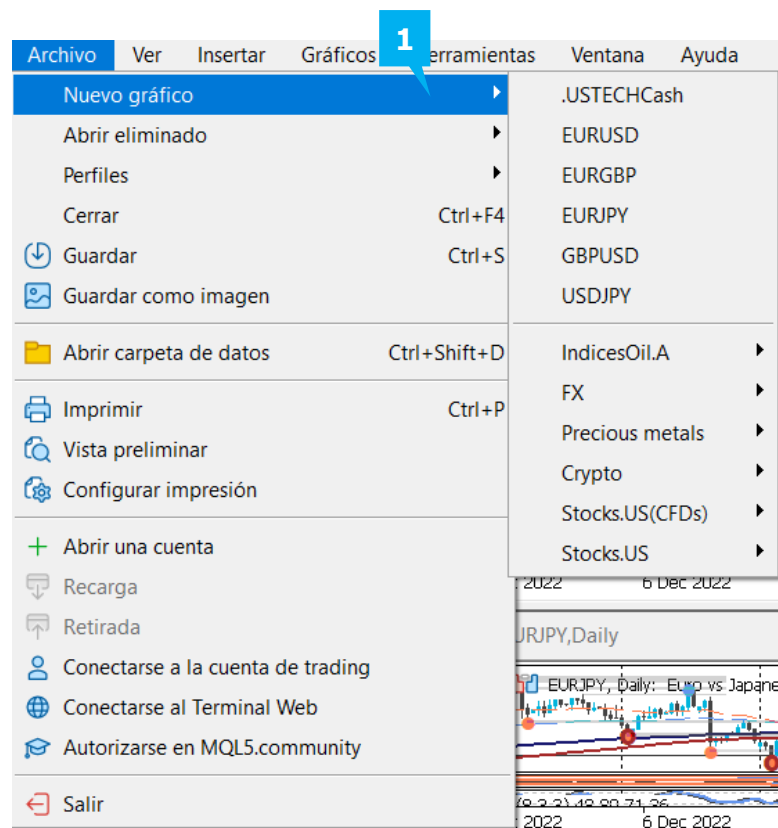 1
Archivo Ver Insertar Gráficos erramientas Ventana Ayuda
Nuevo gráfico
Abrir eliminado
Perfiles
Cerrar Ctrl+F4
Guardar Ctrl+S
Guardar como imagen
Abrir carpeta de datos Ctrl+Shift+D
Imprimir Ctrl+P
Vista preliminar
Configurar impresión
Abrir una cuenta
Recarga
Retirada
Conectarse a la cuenta de trading
Conectarse al Terminal Web
Autorizarse en MQL5.community
Salir
.USTECHCash
EURUSD
EURGBP
EURJPY
GBPUSD
USDJPY
IndicesOil.A
FX
Precious metals
Crypto
Stocks.US(CFDs)
Stocks.US
2022 6 Dec 2022
URJPY,Daily
EURJPY, Daily: Euro vs Japane
2022 6 Dec 2022